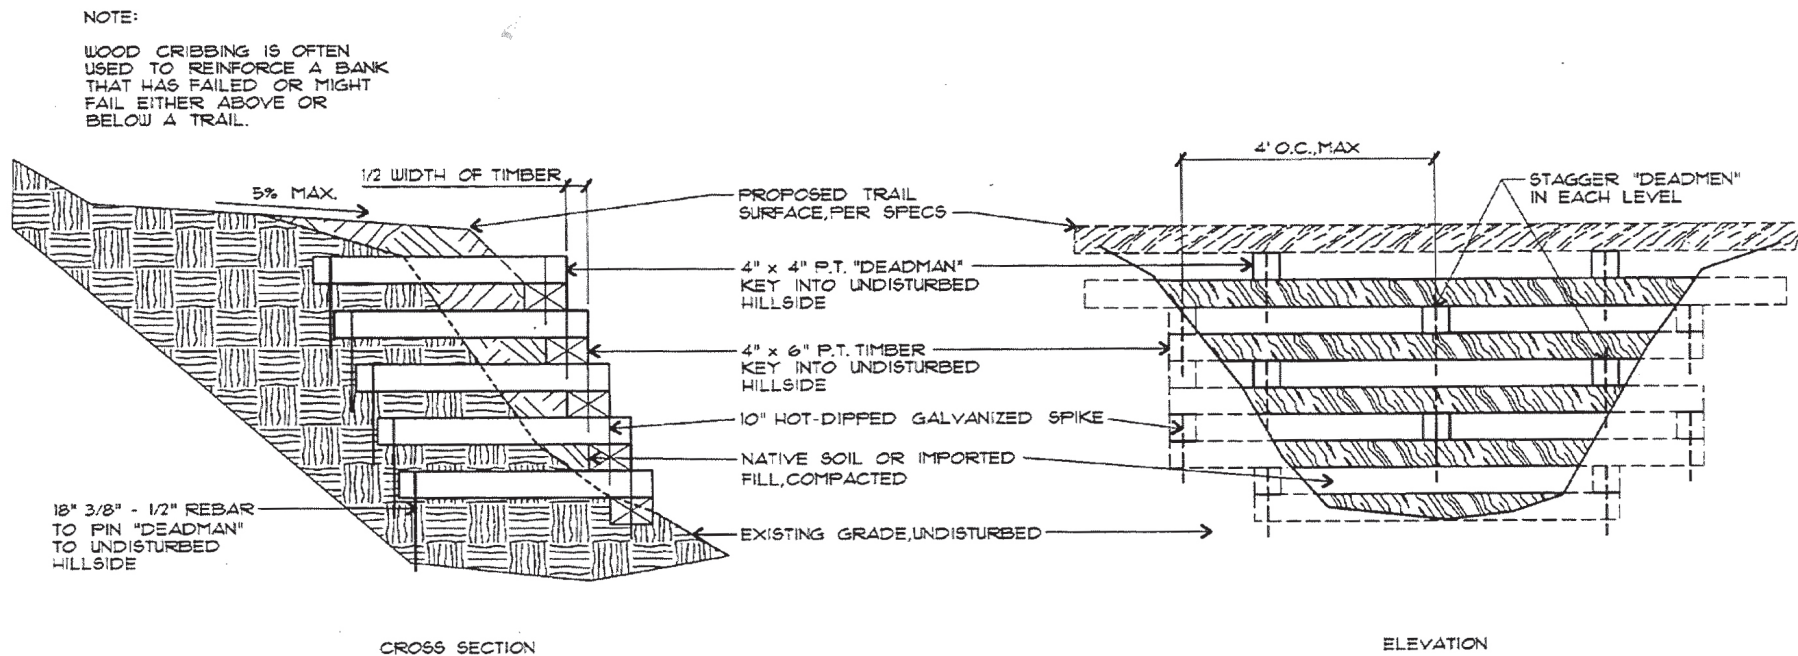 NOTE:
WOOD CRIBBING IS OFTEN
USED TO REINFORCE A BANK
THAT HAS FAILED OR MIGHT
FAIL EITHER ABOVE OR
BELOW A TRAIL.
5% MAX.
1/2 WIDTH OF TIMBER
PROPOSED TRAIL
SURFACE, PER SPECS
4" x 4" P.T. "DEADMAN"
KEY INTO UNDISTURBED
HILLSIDE
4" x 6" P.T. TIMBER
KEY INTO UNDISTURBED
HILLSIDE
10" HOT-DIPPED GALVANIZED SPIKE
NATIVE SOIL OR IMPORTED
FILL, COMPACTED
EXISTING GRADE, UNDISTURBED
18" 3/8" - 1/2" REBAR
TO PIN "DEADMAN"
TO UNDISTURBED
HILLSIDE
4' O.C., MAX
STAGGER "DEADMEN"
IN EACH LEVEL
CROSS SECTION
ELEVATION